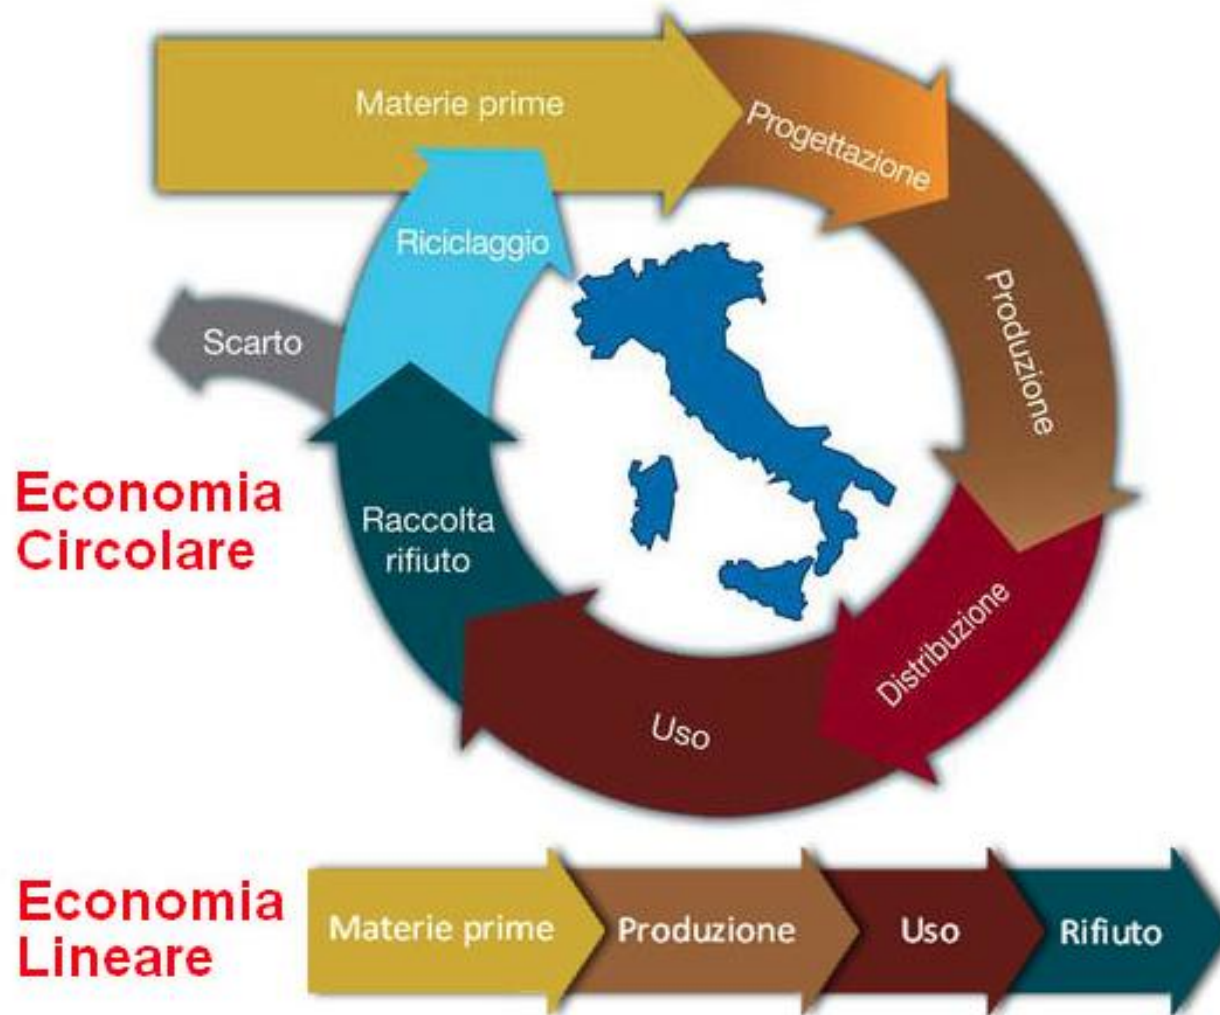 Materie prime
Progettazione
Produzione
Distribuzione
Uso
Raccolta
rifiuto
Riciclaggio
Scarto
Economia
Circolare
Economia
Lineare
Materie prime
Produzione
Uso
Rifiuto